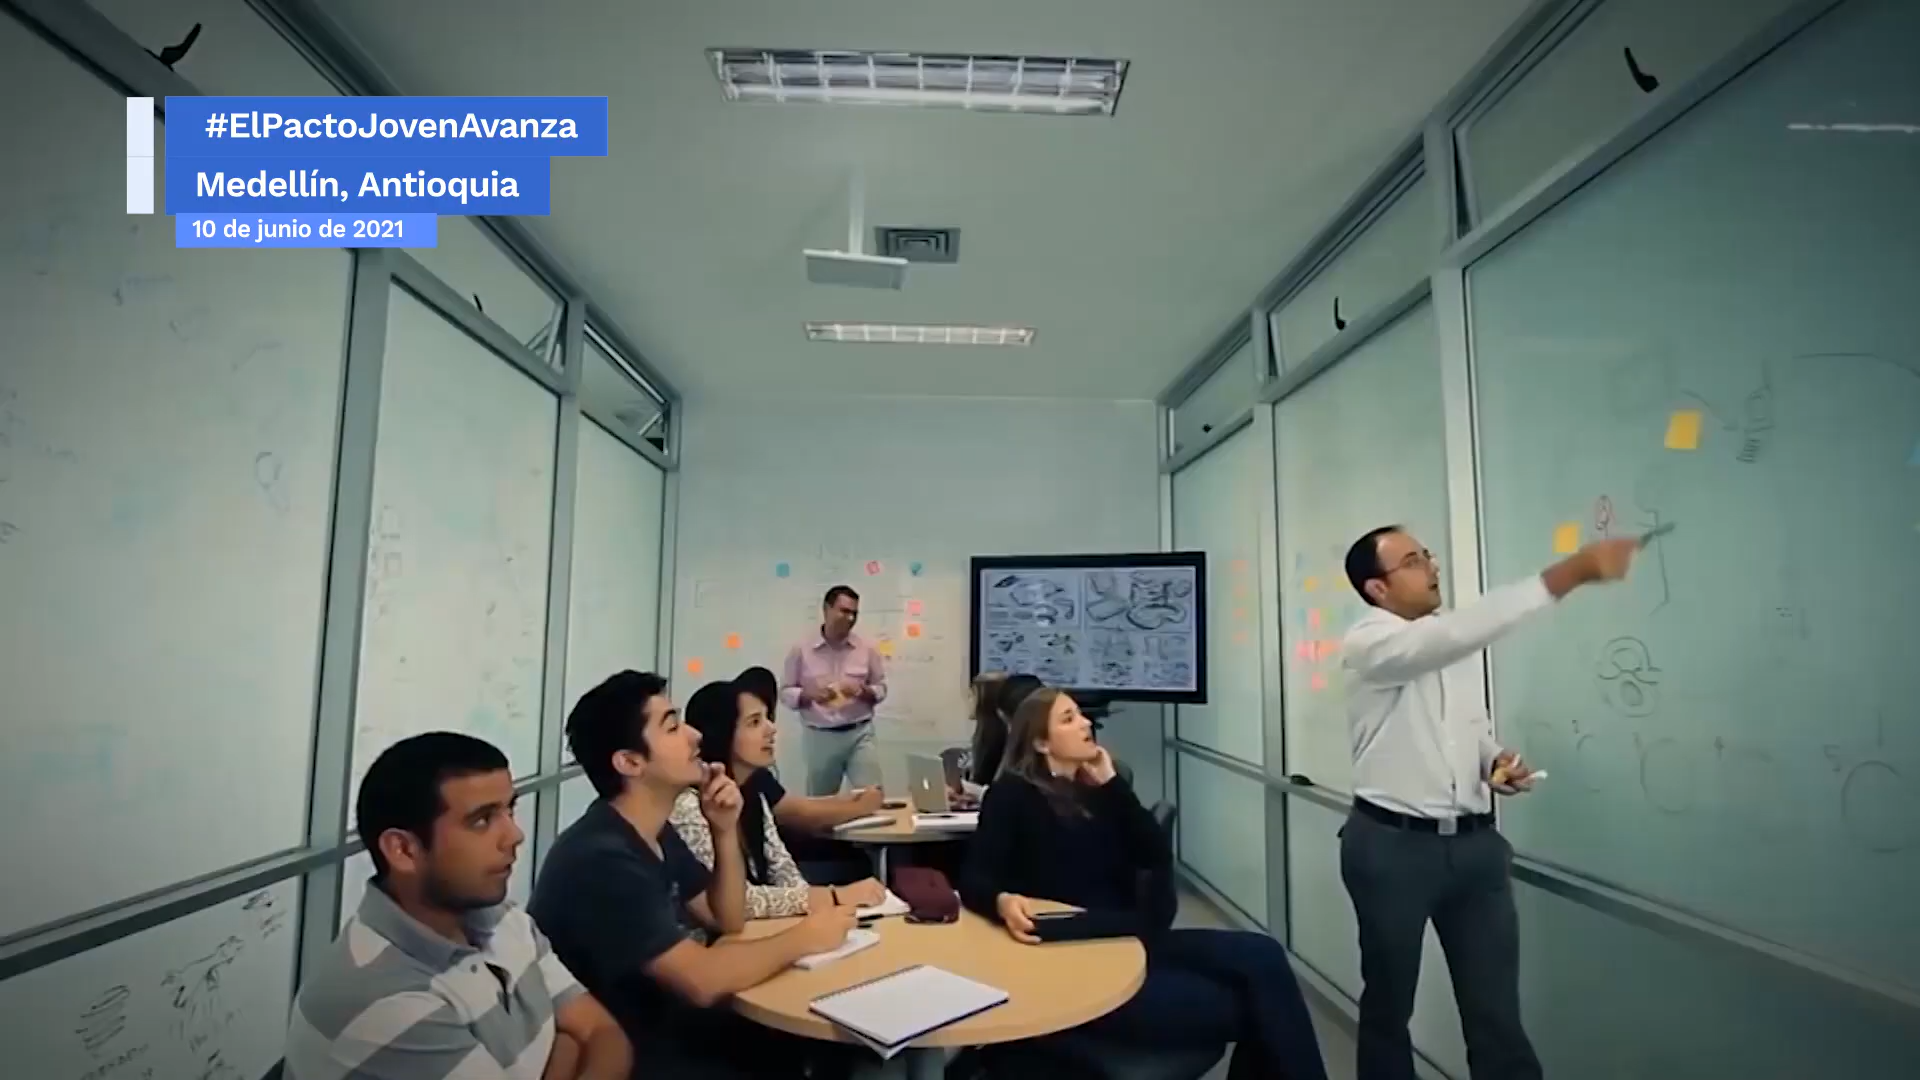 #ElPactoJovenAvanza
Medellín, Antioquia
10 de junio de 2021